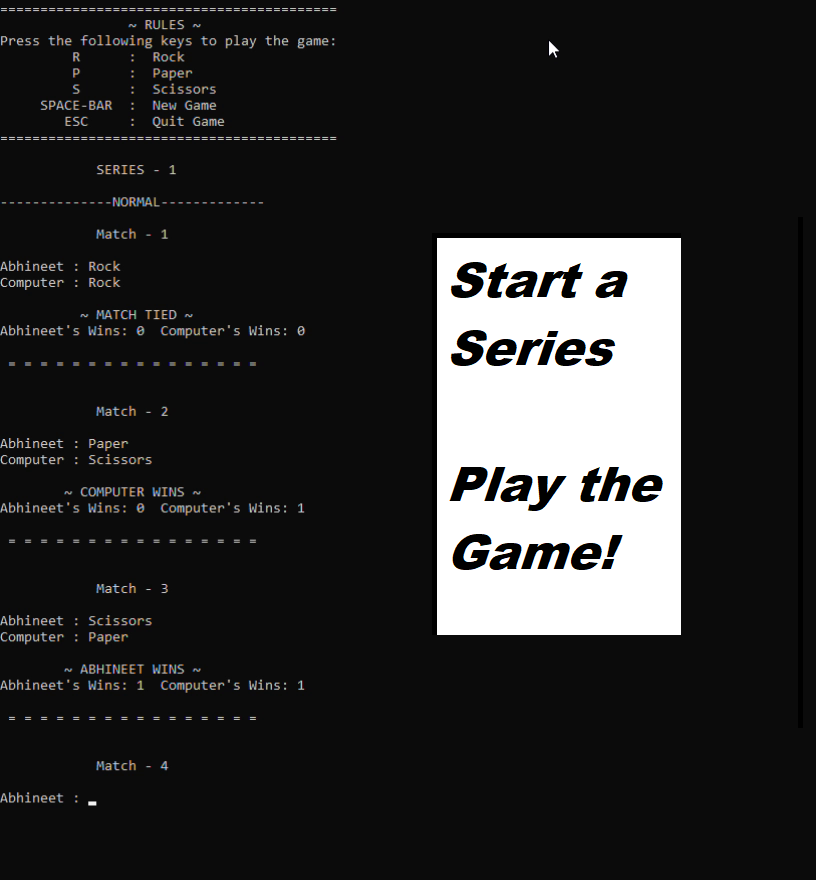 ==========================================
~ RULES ~
Press the following keys to play the game:
R : Rock
P : Paper
S : Scissors
SPACE-BAR : New Game
ESC : Quit Game
==========================================
SERIES - 1
--------------NORMAL-------------
Match - 1
Abhineet : Rock
Computer : Rock
~ MATCH TIED ~
Abhineet's Wins: 0  Computer's Wins: 0
= = = = = = = = = = = = = = = =
Match - 2
Abhineet : Paper
Computer : Scissors
~ COMPUTER WINS ~
Abhineet's Wins: 0  Computer's Wins: 1
= = = = = = = = = = = = = = = =
Match - 3
Abhineet : Scissors
Computer : Paper
~ ABHINEET WINS ~
Abhineet's Wins: 1  Computer's Wins: 1
= = = = = = = = = = = = = = = =
Match - 4
Abhineet : 
Start a
Series
Play the
Game!